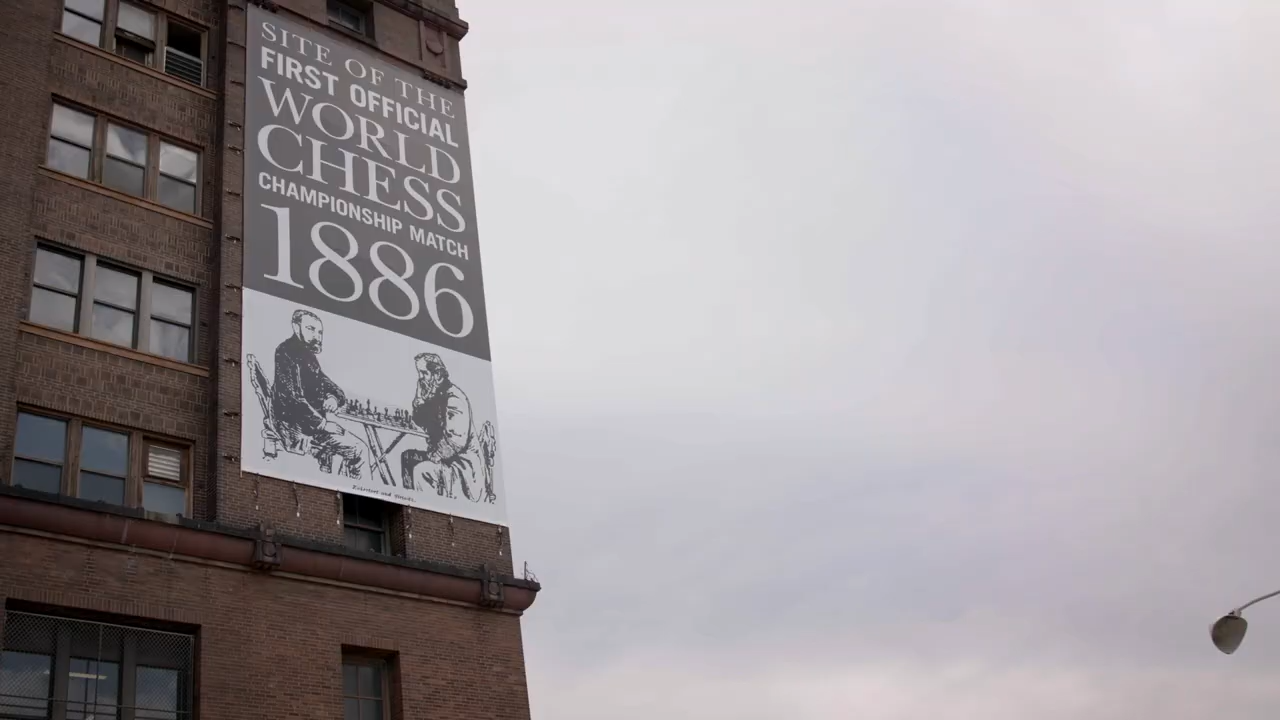 SITE OF THE
FIRST OFFICIAL
WORLD
CHESS
CHAMPIONSHIP MATCH
1886